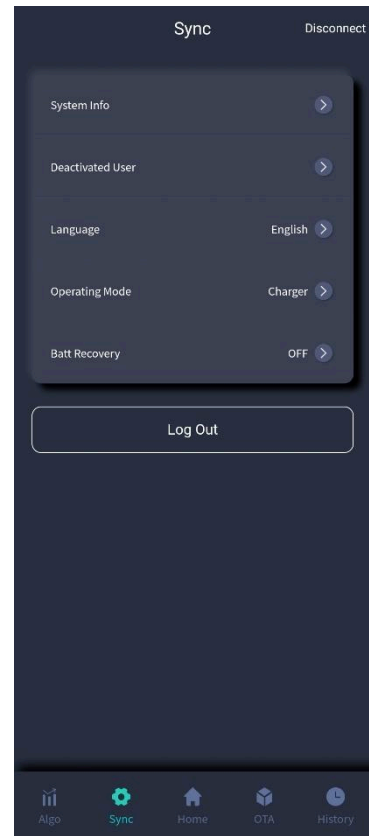 Sync Disconnect
System Info
Deactivated User
Language English
Operating Mode Charger
Batt Recovery OFF
Log Out
Algo Sync Home OTA History